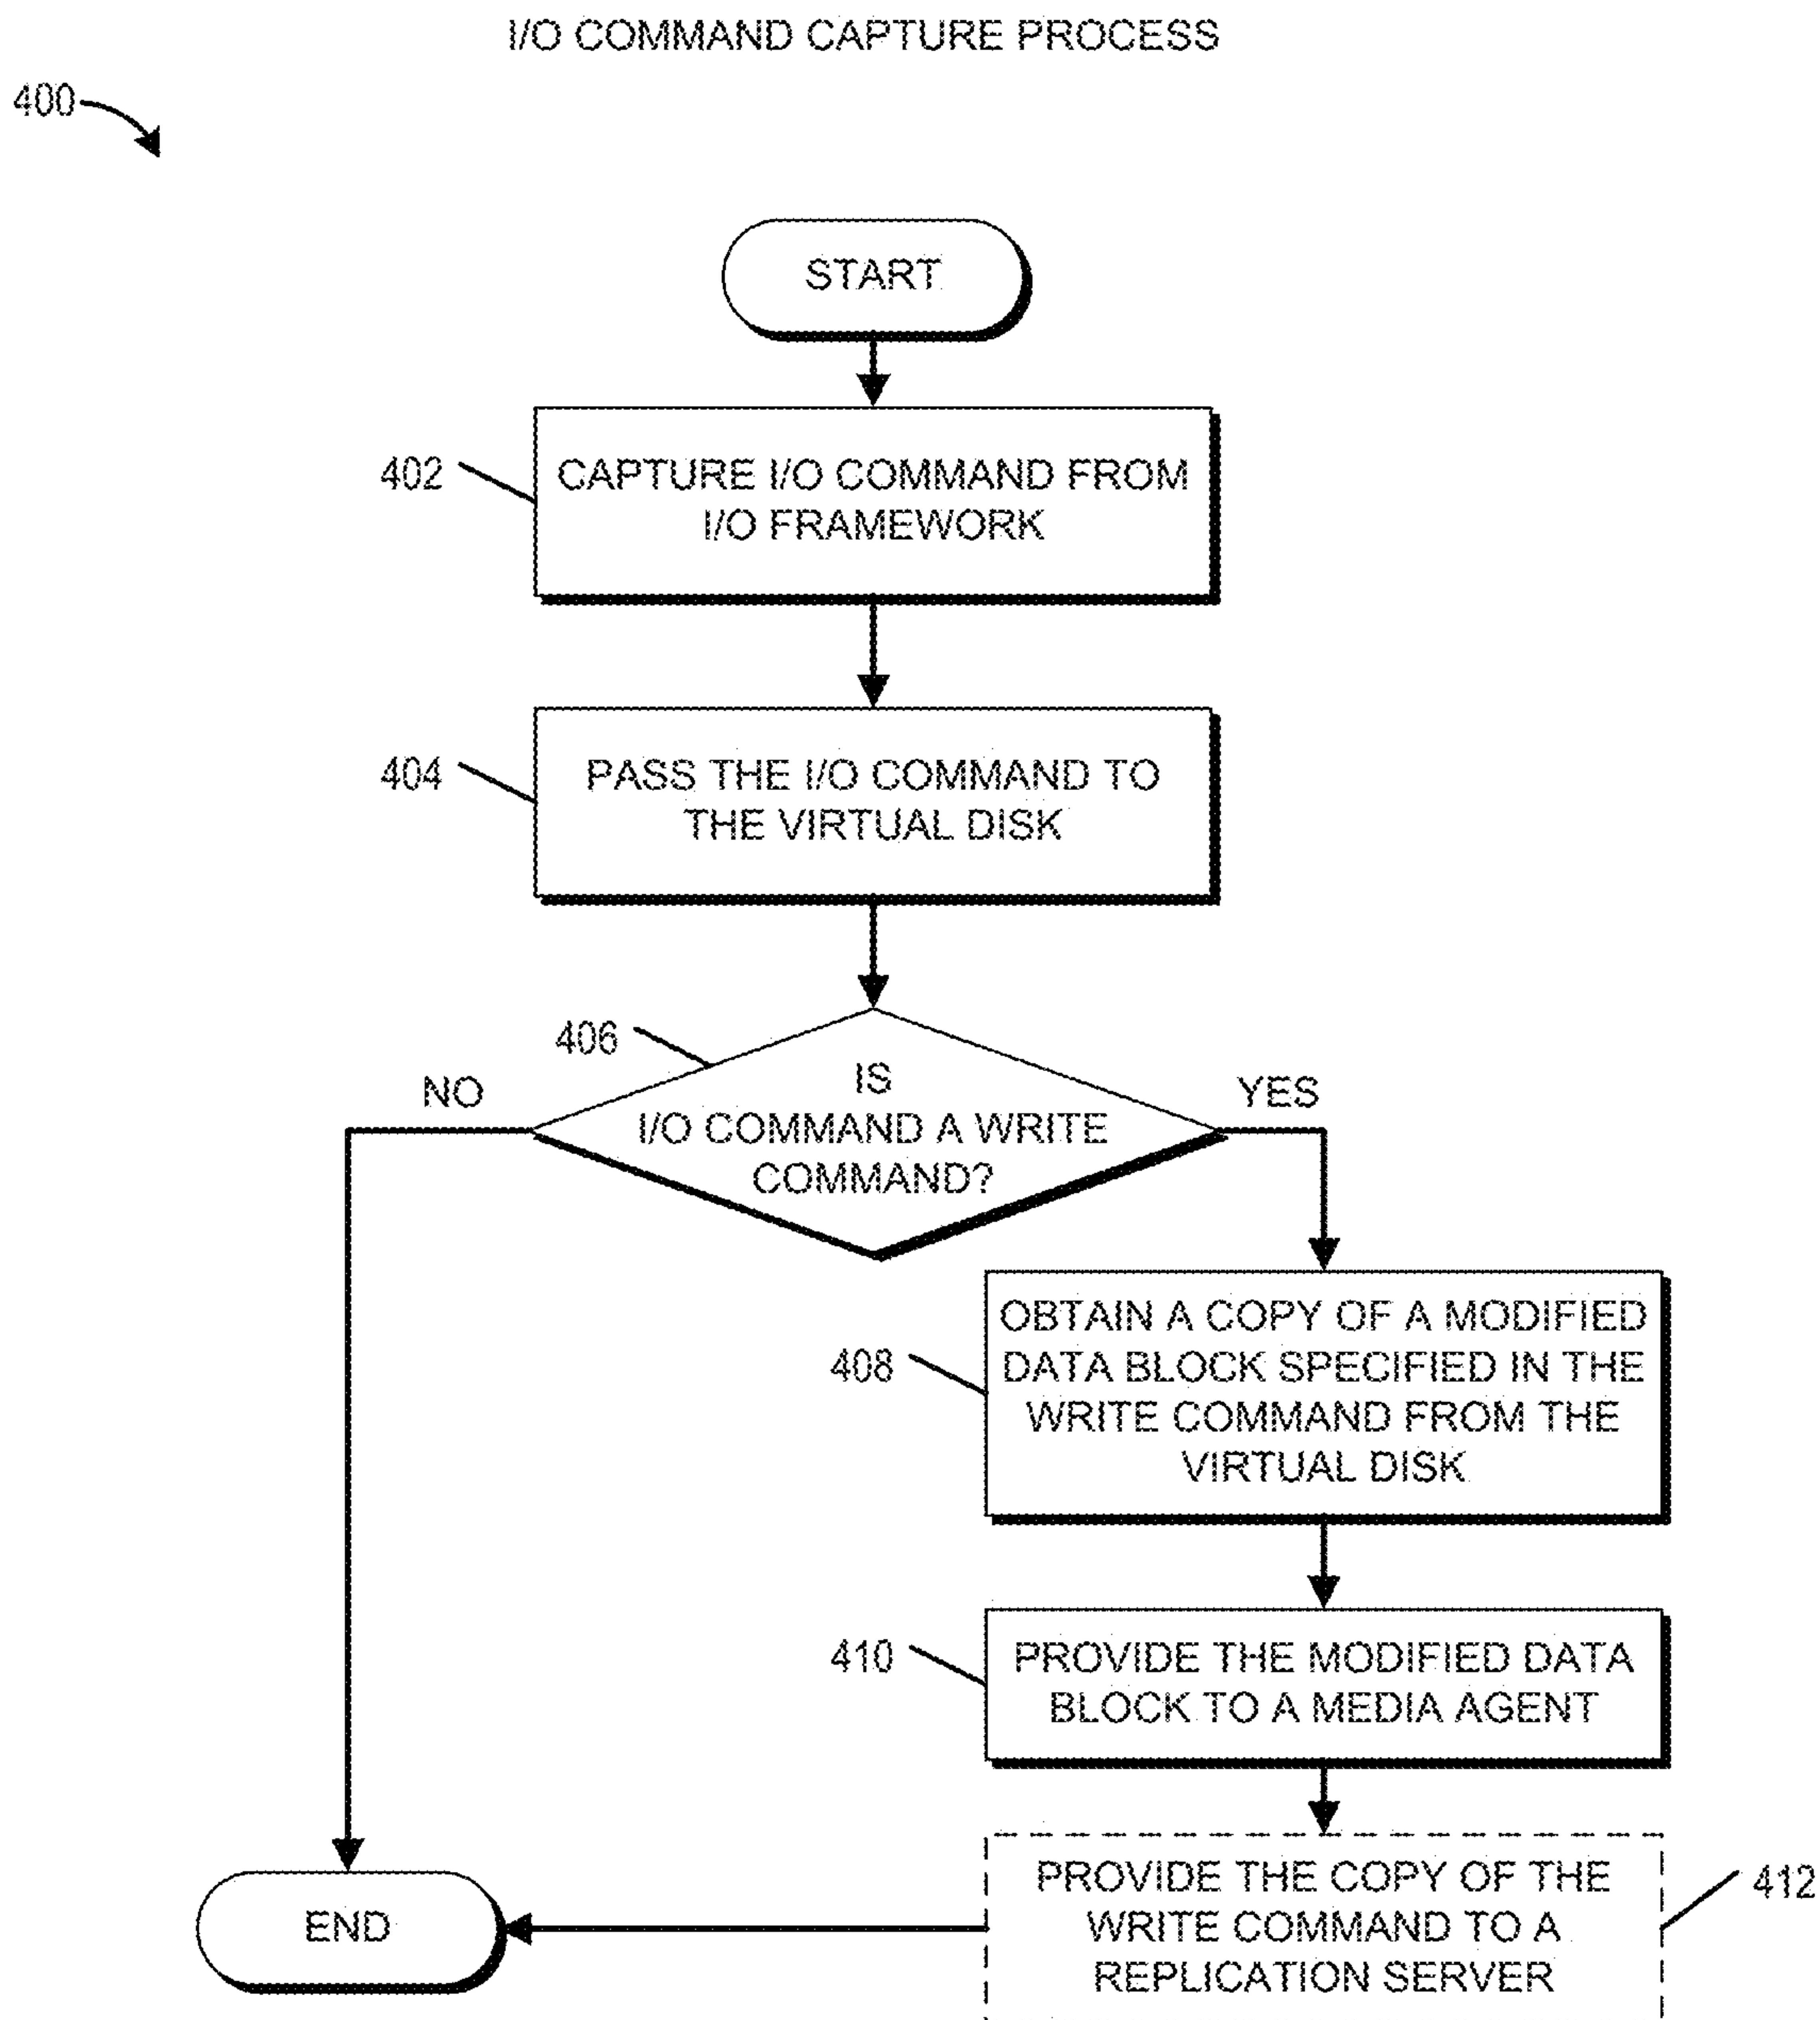 I/O COMMAND CAPTURE PROCESS
400
START
402
CAPTURE I/O COMMAND FROM
I/O FRAMEWORK
404
PASS THE I/O COMMAND TO
THE VIRTUAL DISK
406
IS
I/O COMMAND A WRITE
COMMAND?
NO
YES
408
OBTAIN A COPY OF A MODIFIED
DATA BLOCK SPECIFIED IN THE
WRITE COMMAND FROM THE
VIRTUAL DISK
410
PROVIDE THE MODIFIED DATA
BLOCK TO A MEDIA AGENT
412
PROVIDE THE COPY OF THE
WRITE COMMAND TO A
REPLICATION SERVER
END